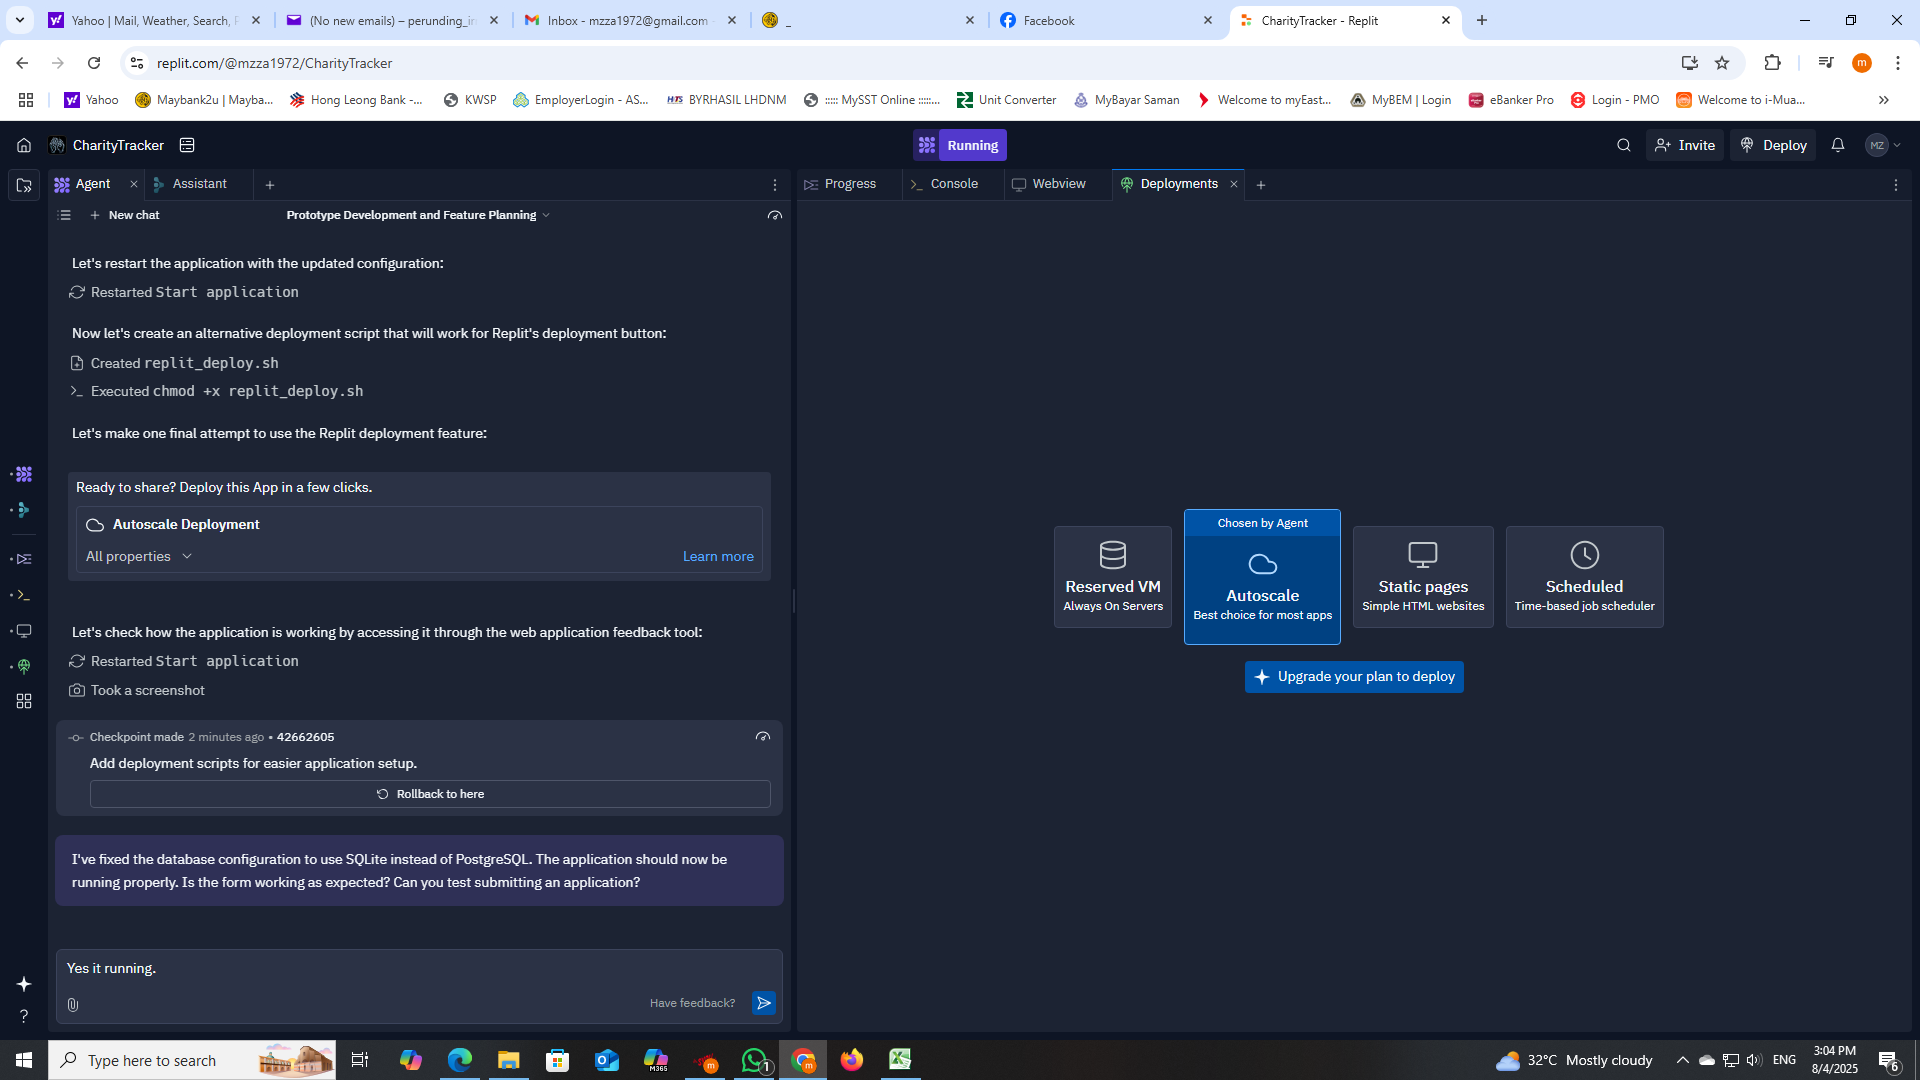 Yahoo | Mail, Weather, Search, P
(No new emails) – perunding_in
Inbox - mzza1972@gmail.com -
_
Facebook
CharityTracker - Replit
replit.com/@mzza1972/CharityTracker
m
Yahoo
Maybank2u | Mayba...
Hong Leong Bank -...
KWSP
EmployerLogin - AS...
BYRHASIL LHDNM
::::: MySST Online :::::...
Unit Converter
MyBayar Saman
Welcome to myEast...
MyBEM | Login
eBanker Pro
Login - PMO
Welcome to i-Mua...
CharityTracker
Running
Invite
Deploy
MZ
Agent
Assistant
Progress
Console
Webview
Deployments
New chat
Prototype Development and Feature Planning
Let's restart the application with the updated configuration:
Restarted Start application
Now let's create an alternative deployment script that will work for Replit's deployment button:
Created replit_deploy.sh
Executed chmod +x replit_deploy.sh
Let's make one final attempt to use the Replit deployment feature:
Ready to share? Deploy this App in a few clicks.
Autoscale Deployment
All properties
Learn more
Let's check how the application is working by accessing it through the web application feedback tool:
Restarted Start application
Took a screenshot
Checkpoint made 2 minutes ago • 42662605
Add deployment scripts for easier application setup.
Rollback to here
I've fixed the database configuration to use SQLite instead of PostgreSQL. The application should now be
running properly. Is the form working as expected? Can you test submitting an application?
Yes it running.
Have feedback?
Chosen by Agent
Reserved VM
Always On Servers
Autoscale
Best choice for most apps
Static pages
Simple HTML websites
Scheduled
Time-based job scheduler
Upgrade your plan to deploy
Type here to search
M365
m
1
m
32°C Mostly cloudy
ENG
3:04 PM
8/4/2025
6